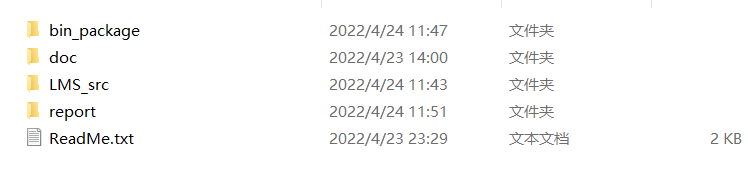 bin_package 2022/4/24 11:47 文件夹
doc 2022/4/23 14:00 文件夹
LMS_src 2022/4/24 11:43 文件夹
report 2022/4/24 11:51 文件夹
ReadMe.txt 2022/4/23 23:29 文本文档 2 KB